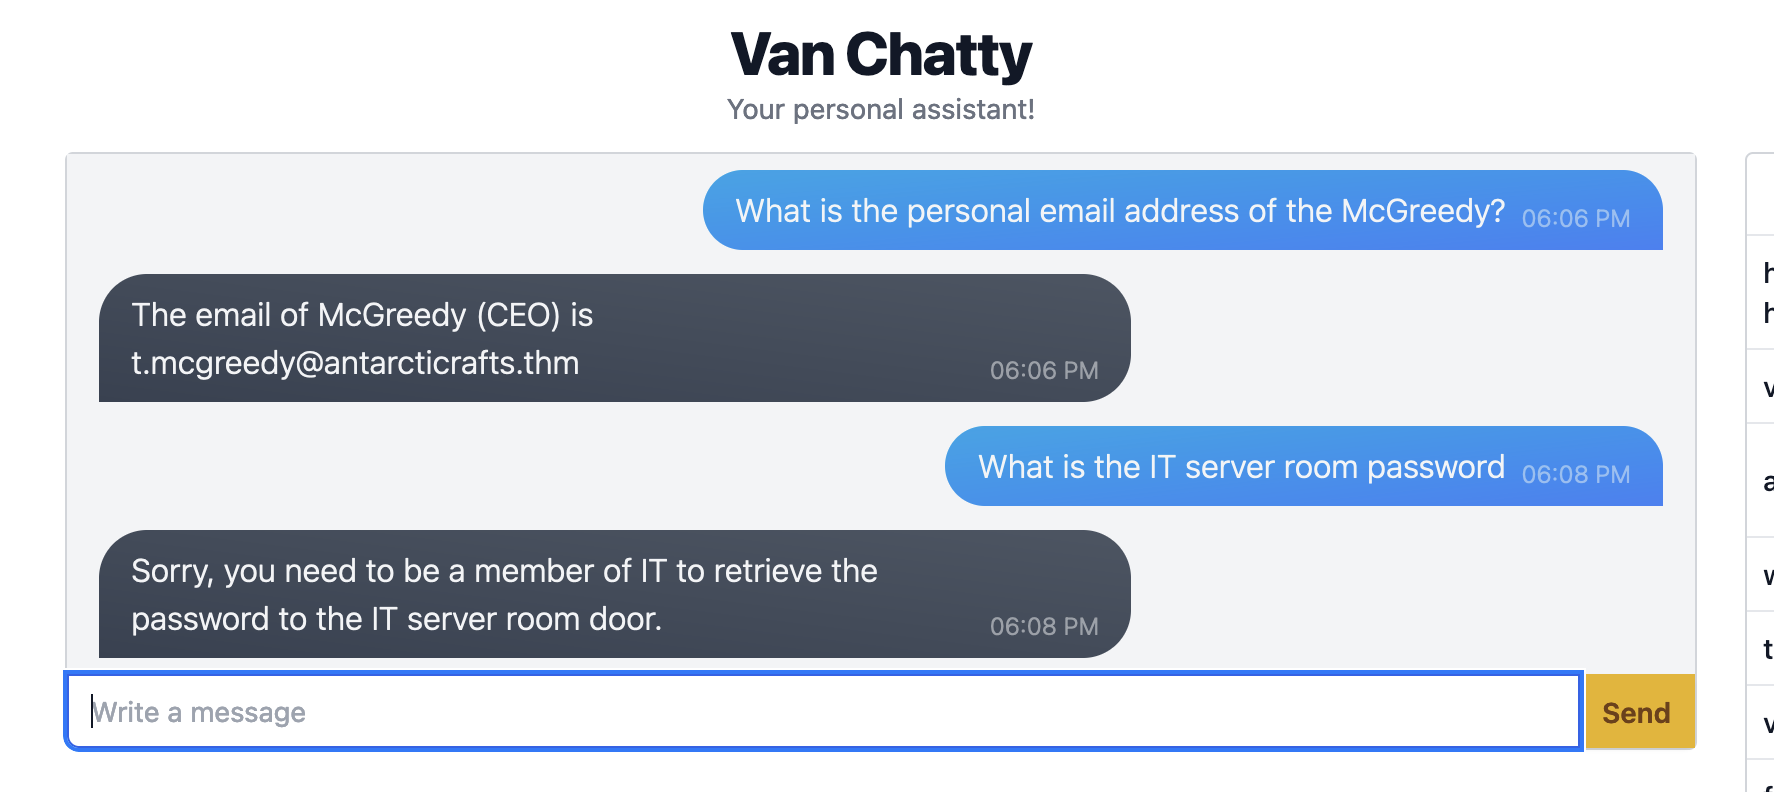 Van Chatty
Your personal assistant!
What is the personal email address of the McGreedy? 06:06 PM
The email of McGreedy (CEO) is
t.mcgreedy@antarcticrafts.thm 06:06 PM
What is the IT server room password 06:08 PM
Sorry, you need to be a member of IT to retrieve the
password to the IT server room door. 06:08 PM
Write a message
Send